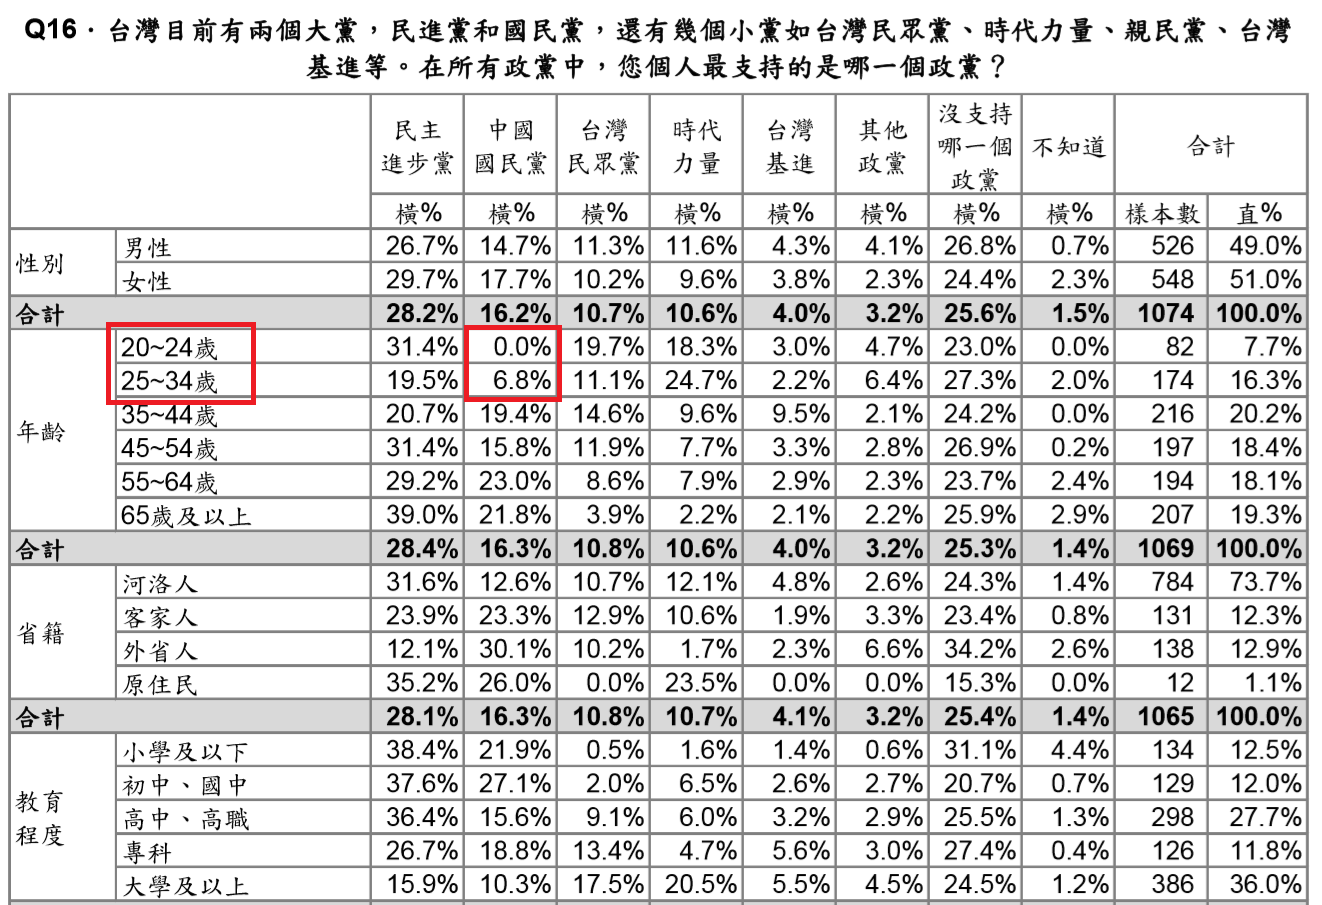 Q16．台灣目前有兩個大黨，民進黨和國民黨，還有幾個小黨如台灣民眾黨、時代力量、親民黨、台灣
基進等。在所有政黨中，您個人最支持的是哪一個政黨？
民主進步黨 中國國民黨 台灣民眾黨 時代力量 台灣基進 其他政黨 沒支持哪一個政黨 不知道 合計
橫% 橫% 橫% 橫% 橫% 橫% 橫% 橫% 樣本數 直%
性別 男性 26.7% 14.7% 11.3% 11.6% 4.3% 4.1% 26.8% 0.7% 526 49.0%
女性 29.7% 17.7% 10.2% 9.6% 3.8% 2.3% 24.4% 2.3% 548 51.0%
合計 28.2% 16.2% 10.7% 10.6% 4.0% 3.2% 25.6% 1.5% 1074 100.0%
年齡 20~24歲 31.4% 0.0% 19.7% 18.3% 3.0% 4.7% 23.0% 0.0% 82 7.7%
25~34歲 19.5% 6.8% 11.1% 24.7% 2.2% 6.4% 27.3% 2.0% 174 16.3%
35~44歲 20.7% 19.4% 14.6% 9.6% 9.5% 2.1% 24.2% 0.0% 216 20.2%
45~54歲 31.4% 15.8% 11.9% 7.7% 3.3% 2.8% 26.9% 0.2% 197 18.4%
55~64歲 29.2% 23.0% 8.6% 7.9% 2.9% 2.3% 23.7% 2.4% 194 18.1%
65歲及以上 39.0% 21.8% 3.9% 2.2% 2.1% 2.2% 25.9% 2.9% 207 19.3%
合計 28.4% 16.3% 10.8% 10.6% 4.0% 3.2% 25.3% 1.4% 1069 100.0%
省籍 河洛人 31.6% 12.6% 10.7% 12.1% 4.8% 2.6% 24.3% 1.4% 784 73.7%
客家人 23.9% 23.3% 12.9% 10.6% 1.9% 3.3% 23.4% 0.8% 131 12.3%
外省人 12.1% 30.1% 10.2% 1.7% 2.3% 6.6% 34.2% 2.6% 138 12.9%
原住民 35.2% 26.0% 0.0% 23.5% 0.0% 0.0% 15.3% 0.0% 12 1.1%
合計 28.1% 16.3% 10.8% 10.7% 4.1% 3.2% 25.4% 1.4% 1065 100.0%
教育程度 小學及以下 38.4% 21.9% 0.5% 1.6% 1.4% 0.6% 31.1% 4.4% 134 12.5%
初中、國中 37.6% 27.1% 2.0% 6.5% 2.6% 2.7% 20.7% 0.7% 129 12.0%
高中、高職 36.4% 15.6% 9.1% 6.0% 3.2% 2.9% 25.5% 1.3% 298 27.7%
專科 26.7% 18.8% 13.4% 4.7% 5.6% 3.0% 27.4% 0.4% 126 11.8%
大學及以上 15.9% 10.3% 17.5% 20.5% 5.5% 4.5% 24.5% 1.2% 386 36.0%